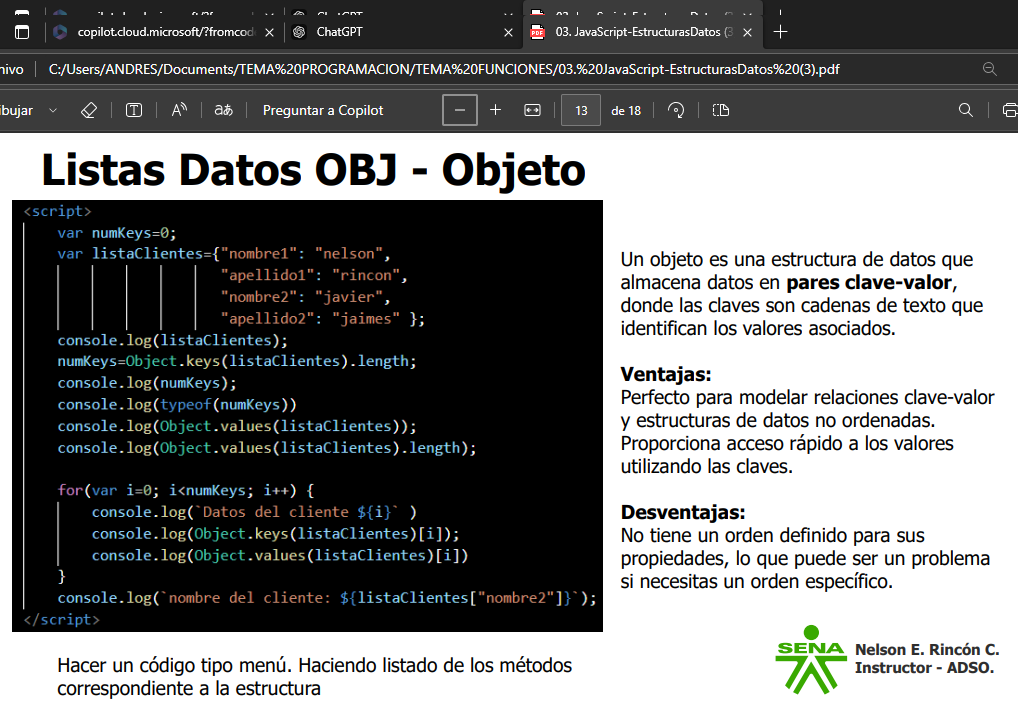 copilot.cloud.microsoft/?fromcod
ChatGPT
03. JavaScript-EstructurasDatos (3
hivo
C:/Users/ANDRES/Documents/TEMA%20PROGRAMACION/TEMA%20FUNCIONES/03.%20JavaScript-EstructurasDatos%20(3).pdf
ibujar
Preguntar a Copilot
13
de 18
Listas Datos OBJ - Objeto
<script>
var numKeys=0;
var listaClientes={"nombre1": "nelson",
"apellido1": "rincon",
"nombre2": "javier",
"apellido2": "jaimes" };
console.log(listaClientes);
numKeys=Object.keys(listaClientes).length;
console.log(numKeys);
console.log(typeof(numKeys))
console.log(Object.values(listaClientes));
console.log(Object.values(listaClientes).length);
for(var i=0; i<numKeys; i++) {
console.log(`Datos del cliente ${i}` )
console.log(Object.keys(listaClientes)[i]);
console.log(Object.values(listaClientes)[i])
}
console.log(`nombre del cliente: ${listaClientes["nombre2"]}`);
</script>
Un objeto es una estructura de datos que
almacena datos en pares clave-valor,
donde las claves son cadenas de texto que
identifican los valores asociados.
Ventajas:
Perfecto para modelar relaciones clave-valor
y estructuras de datos no ordenadas.
Proporciona acceso rápido a los valores
utilizando las claves.
Desventajas:
No tiene un orden definido para sus
propiedades, lo que puede ser un problema
si necesitas un orden específico.
Hacer un código tipo menú. Haciendo listado de los métodos
correspondiente a la estructura
SENA
Nelson E. Rincón C.
Instructor - ADSO.